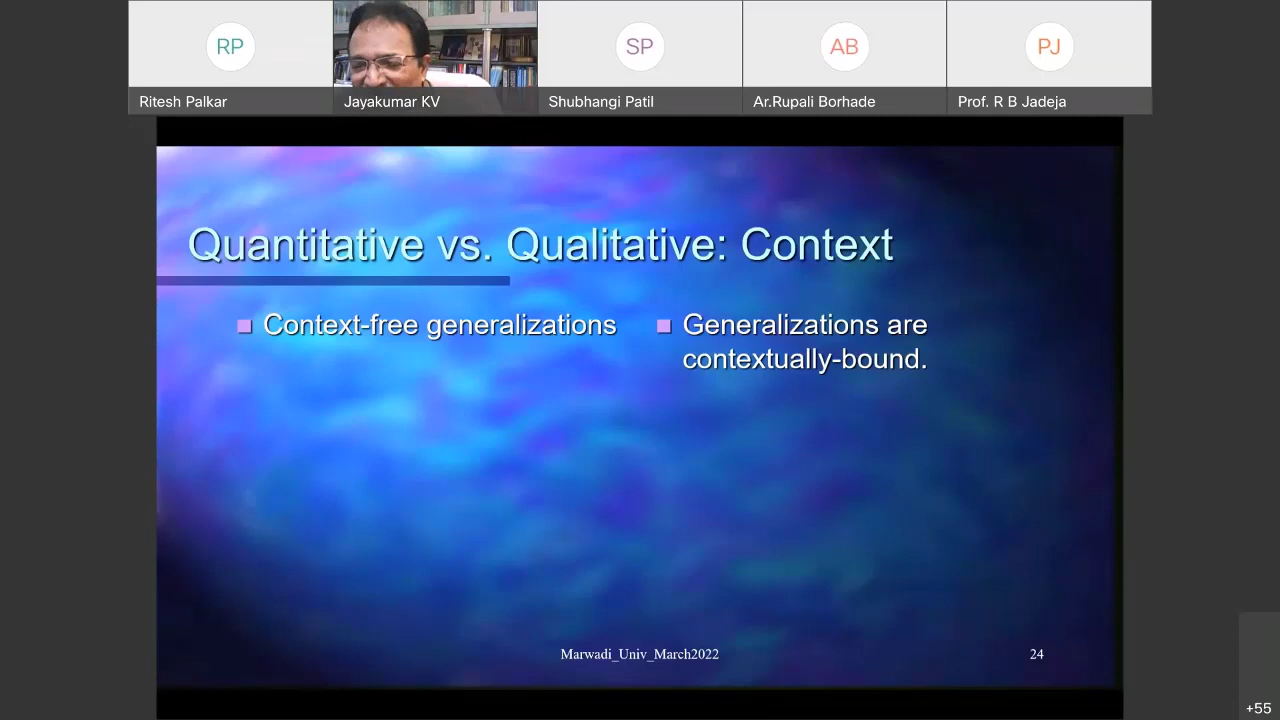 RP
SP
AB
PJ
Ritesh Palkar
Jayakumar KV
Shubhangi Patil
Ar.Rupali Borhade
Prof. R B Jadeja
Quantitative vs. Qualitative: Context
Context-free generalizations
Generalizations are
contextually-bound.
Marwadi_Univ_March2022
24
+55